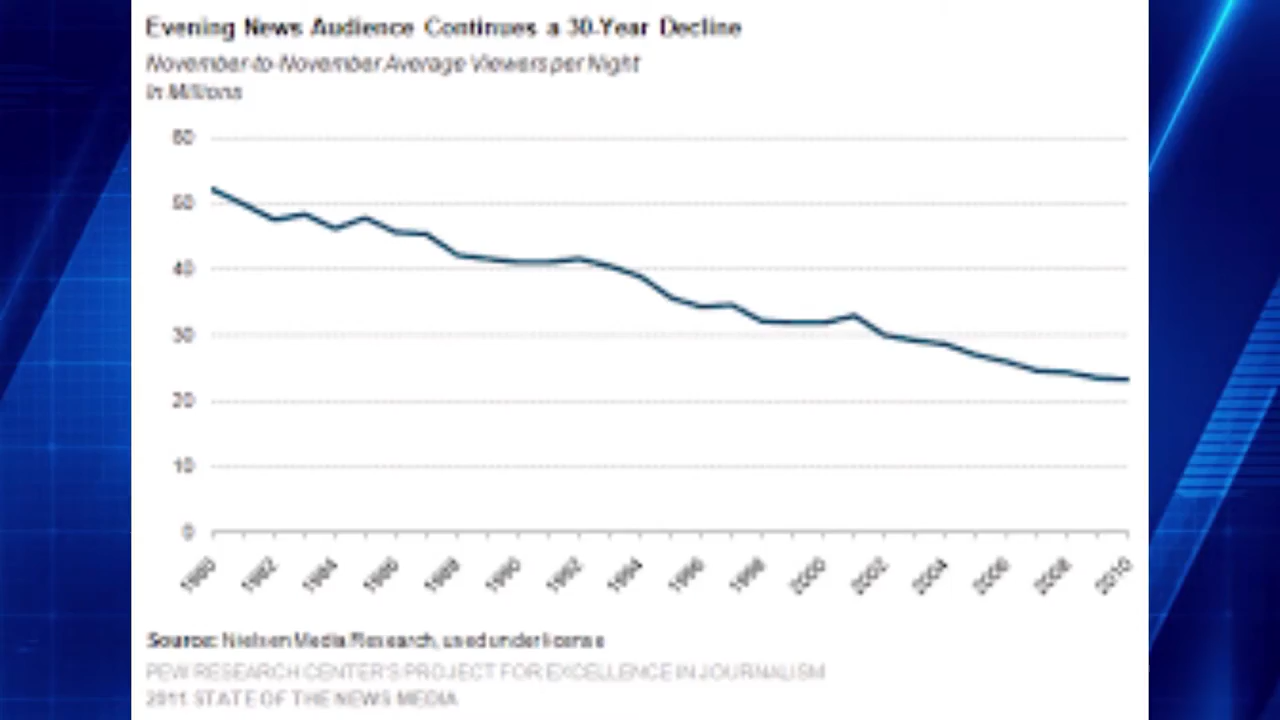 Evening News Audience Continues a 30-Year Decline
November-to-November Average Viewers per Night
In Millions
60
50
40
30
20
10
0
1980 1982 1984 1986 1988 1990 1992 1994 1996 1998 2000 2002 2004 2006 2008 2010
Source: Nielsen Media Research, used under license
PEW RESEARCH CENTER'S PROJECT FOR EXCELLENCE IN JOURNALISM
2011 STATE OF THE NEWS MEDIA